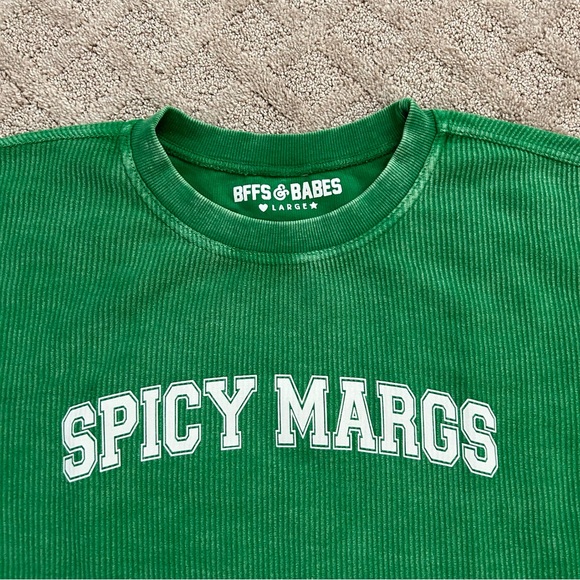 BFFS & BABES
♥ LARGE ★
SPICY MARGS